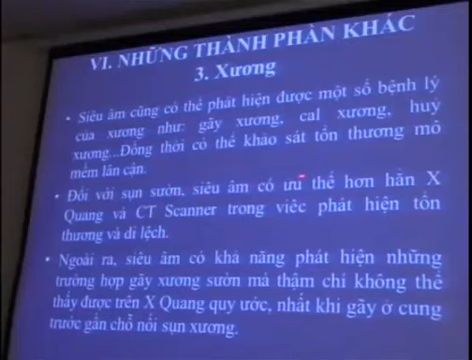 VI. NHỮNG THÀNH PHẦN KHÁC
3. Xương
• Siêu âm cũng có thể phát hiện được một số bệnh lý
của xương như: gãy xương, cal xương, huỷ
xương...Đồng thời có thể khảo sát tổn thương mô
mềm lân cận.
• Đối với sụn sườn, siêu âm có ưu thế hơn hẳn X
Quang và CT Scanner trong việc phát hiện tổn
thương và di lệch.
• Ngoài ra, siêu âm có khả năng phát hiện những
trường hợp gãy xương sườn mà thậm chí không thể
thấy được trên X Quang quy ước, nhất khi gãy ở cung
trước gần chỗ nối sụn xương.